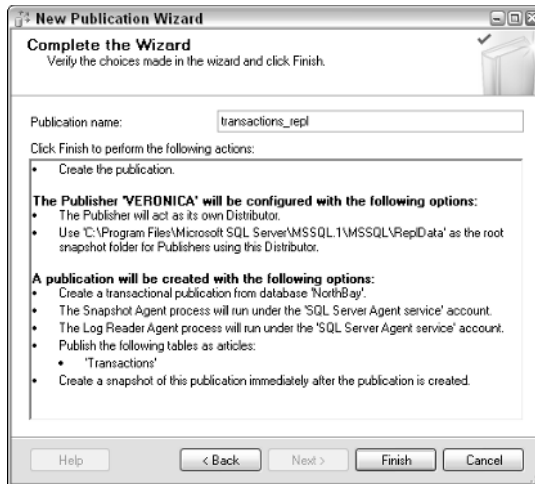 New Publication Wizard
Complete the Wizard
Verify the choices made in the wizard and click Finish.
Publication name:
transactions_repl
Click Finish to perform the following actions:
• Create the publication.
The Publisher 'VERONICA' will be configured with the following options:
• The Publisher will act as its own Distributor.
• Use 'C:\Program Files\Microsoft SQL Server\MSSQL.1\MSSQL\ReplData' as the root
snapshot folder for Publishers using this Distributor.
A publication will be created with the following options:
• Create a transactional publication from database 'NorthBay'.
• The Snapshot Agent process will run under the 'SQL Server Agent service' account.
• The Log Reader Agent process will run under the 'SQL Server Agent service' account.
• Publish the following tables as articles:
• 'Transactions'
• Create a snapshot of this publication immediately after the publication is created.
Help
< Back
Next >
Finish
Cancel